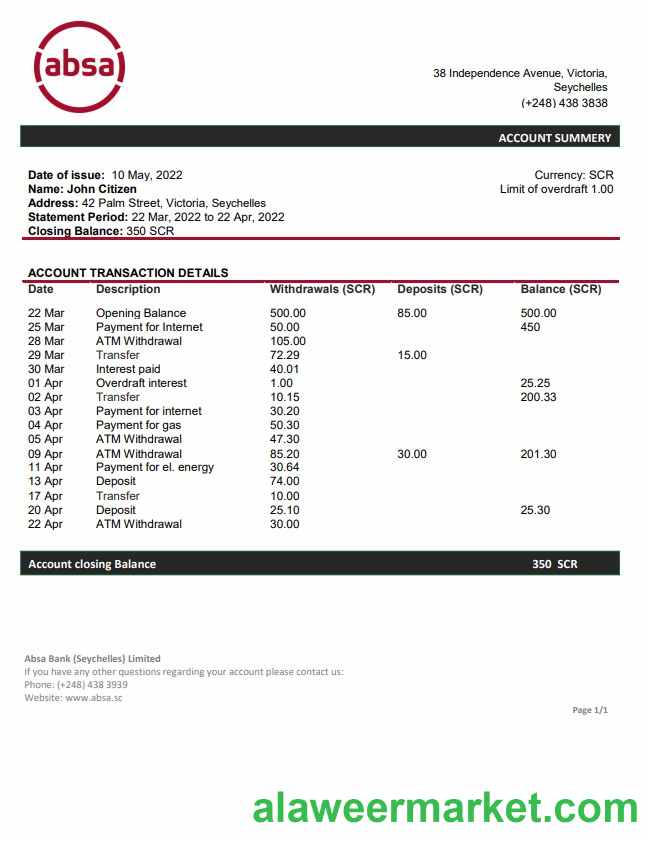 absa
38 Independence Avenue, Victoria,
Seychelles
(+248) 438 3838
ACCOUNT SUMMERY
Date of issue: 10 May, 2022 Currency: SCR
Name: John Citizen Limit of overdraft 1.00
Address: 42 Palm Street, Victoria, Seychelles
Statement Period: 22 Mar, 2022 to 22 Apr, 2022
Closing Balance: 350 SCR
ACCOUNT TRANSACTION DETAILS
Date Description Withdrawals (SCR) Deposits (SCR) Balance (SCR)
22 Mar Opening Balance 500.00 85.00 500.00
25 Mar Payment for Internet 50.00 450
28 Mar ATM Withdrawal 105.00
29 Mar Transfer 72.29 15.00
30 Mar Interest paid 40.01
01 Apr Overdraft interest 1.00 25.25
02 Apr Transfer 10.15 200.33
03 Apr Payment for internet 30.20
04 Apr Payment for gas 50.30
05 Apr ATM Withdrawal 47.30
09 Apr ATM Withdrawal 85.20 30.00 201.30
11 Apr Payment for el. energy 30.64
13 Apr Deposit 74.00
17 Apr Transfer 10.00
20 Apr Deposit 25.10 25.30
22 Apr ATM Withdrawal 30.00
Account closing Balance 350 SCR
Absa Bank (Seychelles) Limited
If you have any other questions regarding your account please contact us:
Phone: (+248) 438 3939
Website: www.absa.sc
Page 1/1
alaweermarket.com